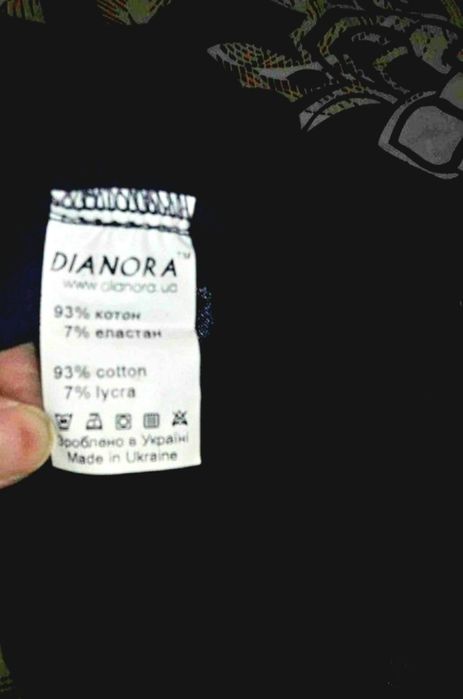 DIANORA™
www.dianora.ua
93% котон
7% еластан
93% cotton
7% lycra
Зроблено в Україні
Made in Ukraine